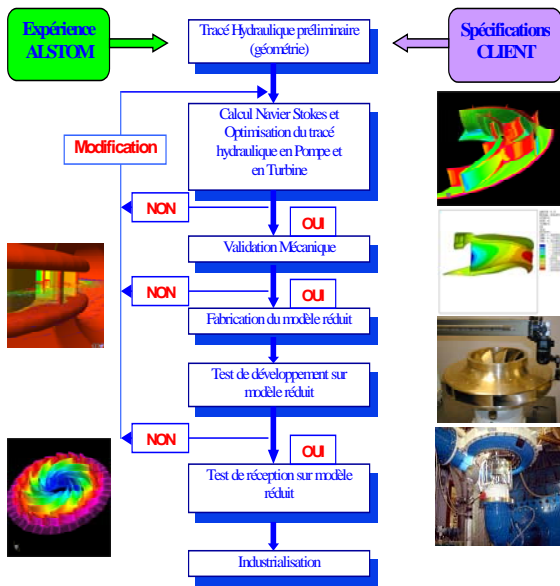 Expérience
ALSTOM
Tracé Hydraulique préliminaire
(géométrie)
Spécifications
CLIENT
Calcul Navier Stokes et
Optimisation du tracé
hydraulique en Pompe et
en Turbine
Modification
NON
OUI
Validation Mécanique
NON
OUI
Fabrication du modèle réduit
Test de développement sur
modèle réduit
NON
OUI
Test de réception sur modèle
réduit
Industrialisation